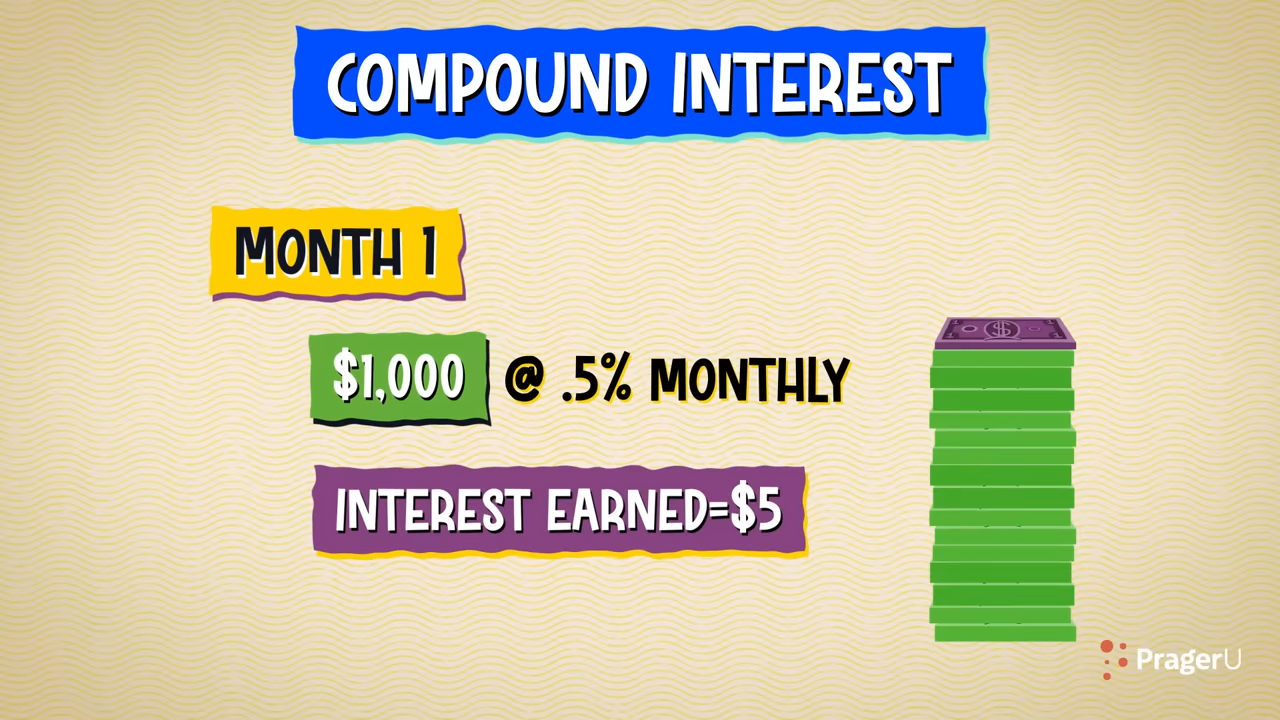 COMPOUND INTEREST
MONTH 1
$1,000 @ .5% MONTHLY
INTEREST EARNED=$5
PragerU